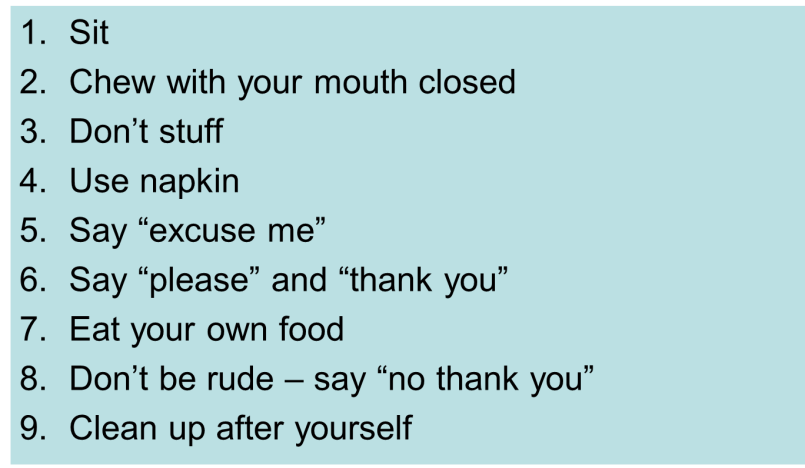 1. Sit
2. Chew with your mouth closed
3. Don’t stuff
4. Use napkin
5. Say “excuse me”
6. Say “please” and “thank you”
7. Eat your own food
8. Don’t be rude – say “no thank you”
9. Clean up after yourself